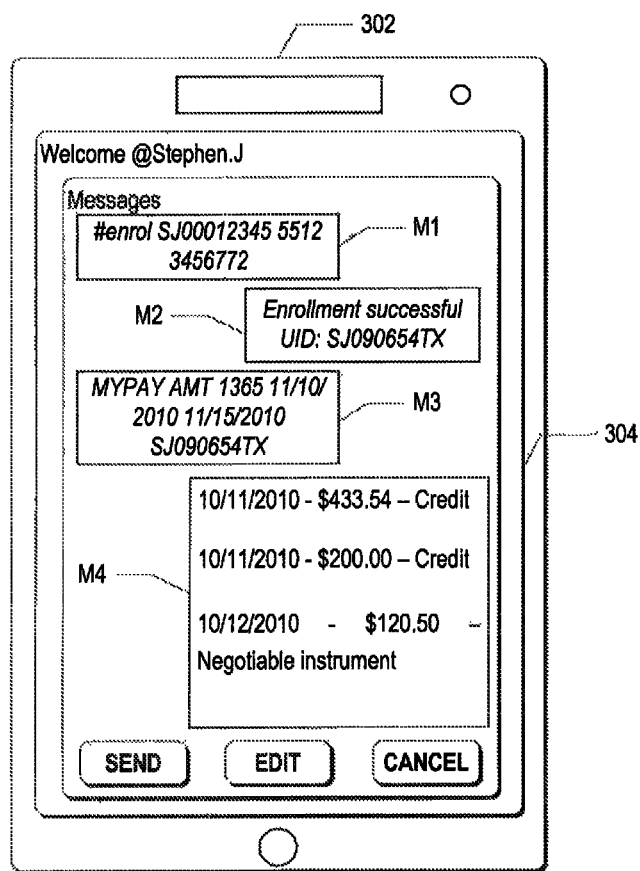 302
Welcome @Stephen.J
Messages
#enrol SJ00012345 5512
3456772
M1
M2
Enrollment successful
UID: SJ090654TX
MYPAY AMT 1365 11/10/
2010 11/15/2010
SJ090654TX
M3
304
10/11/2010 - $433.54 – Credit
10/11/2010 - $200.00 – Credit
M4
10/12/2010 - $120.50 –
Negotiable instrument
SEND
EDIT
CANCEL